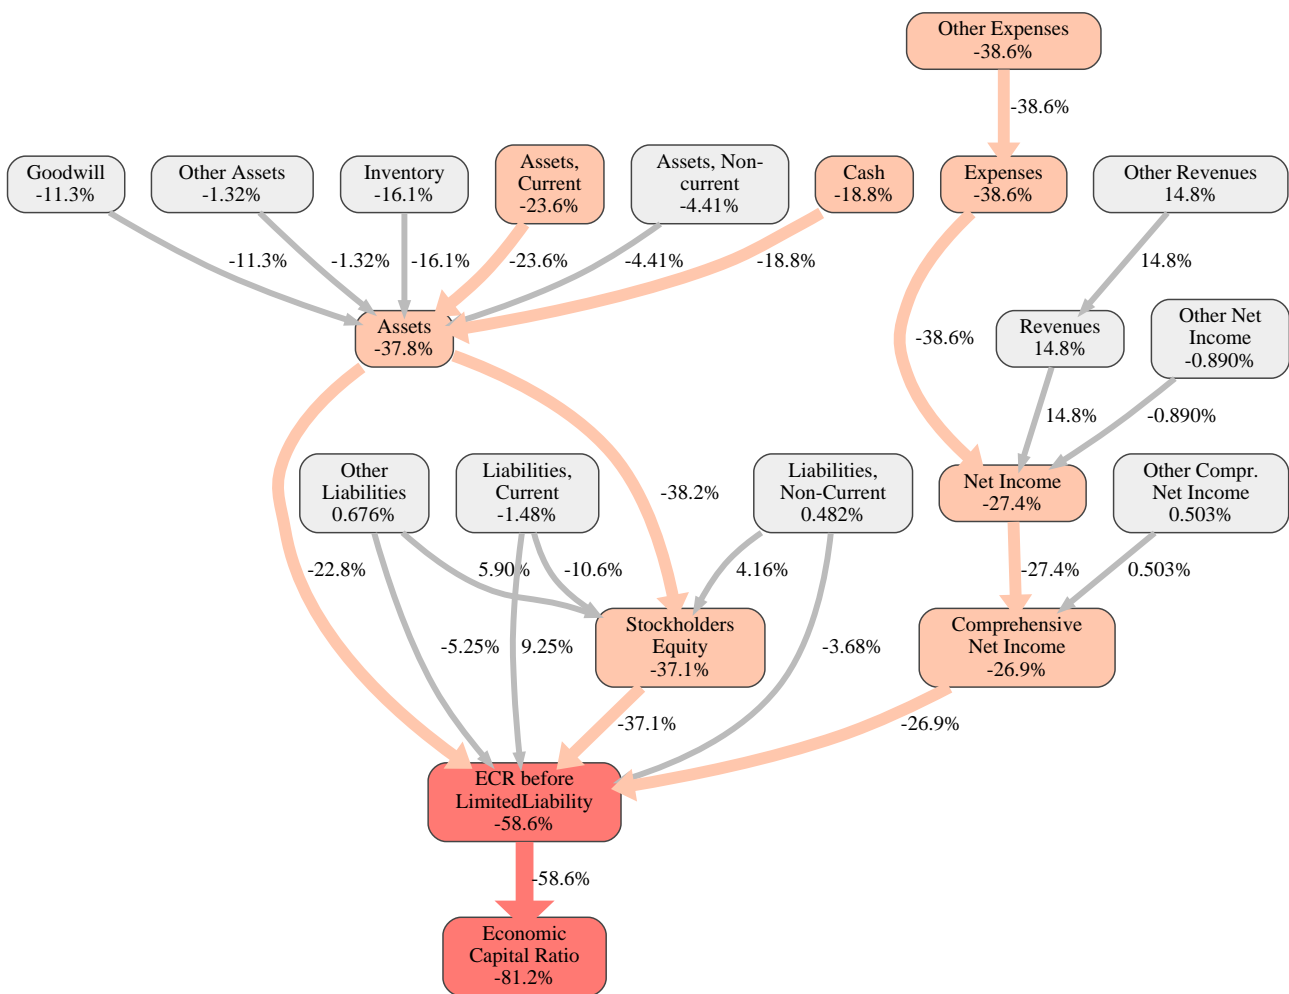 Other Expenses
-38.6%
-38.6%
Goodwill
-11.3%
Other Assets
-1.32%
Inventory
-16.1%
Assets,
Current
-23.6%
Assets, Non-
current
-4.41%
Cash
-18.8%
Expenses
-38.6%
Other Revenues
14.8%
-11.3%
-1.32%
-16.1%
-23.6%
-4.41%
-18.8%
14.8%
Assets
-37.8%
-38.6%
Revenues
14.8%
Other Net
Income
-0.890%
14.8%
-0.890%
Other
Liabilities
0.676%
Liabilities,
Current
-1.48%
-38.2%
Liabilities,
Non-Current
0.482%
Net Income
-27.4%
Other Compr.
Net Income
0.503%
-22.8%
5.90%
-10.6%
4.16%
-27.4%
0.503%
-5.25%
9.25%
Stockholders
Equity
-37.1%
-3.68%
Comprehensive
Net Income
-26.9%
-37.1%
-26.9%
ECR before
LimitedLiability
-58.6%
-58.6%
Economic
Capital Ratio
-81.2%